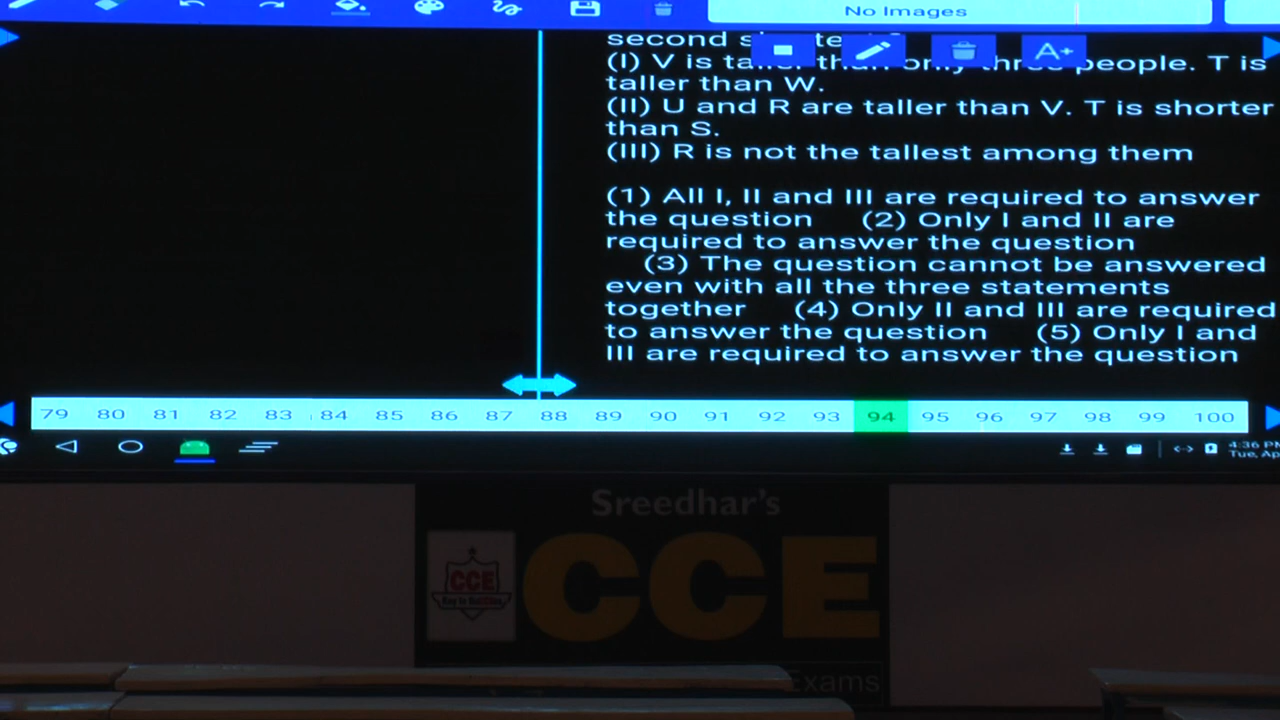 No Images
second
A+
(I) V is taller than only three people. T is
taller than W.
(II) U and R are taller than V. T is shorter
than S.
(III) R is not the tallest among them
(1) All I, II and III are required to answer
the question (2) Only I and II are
required to answer the question
(3) The question cannot be answered
even with all the three statements
together (4) Only II and III are required
to answer the question (5) Only I and
III are required to answer the question
79 80 81 82 83 84 85 86 87 88 89 90 91 92 93 94 95 96 97 98 99 100
4:36 PM
Tue, Ap
Sreedhar's
CCE
CCE
Exams